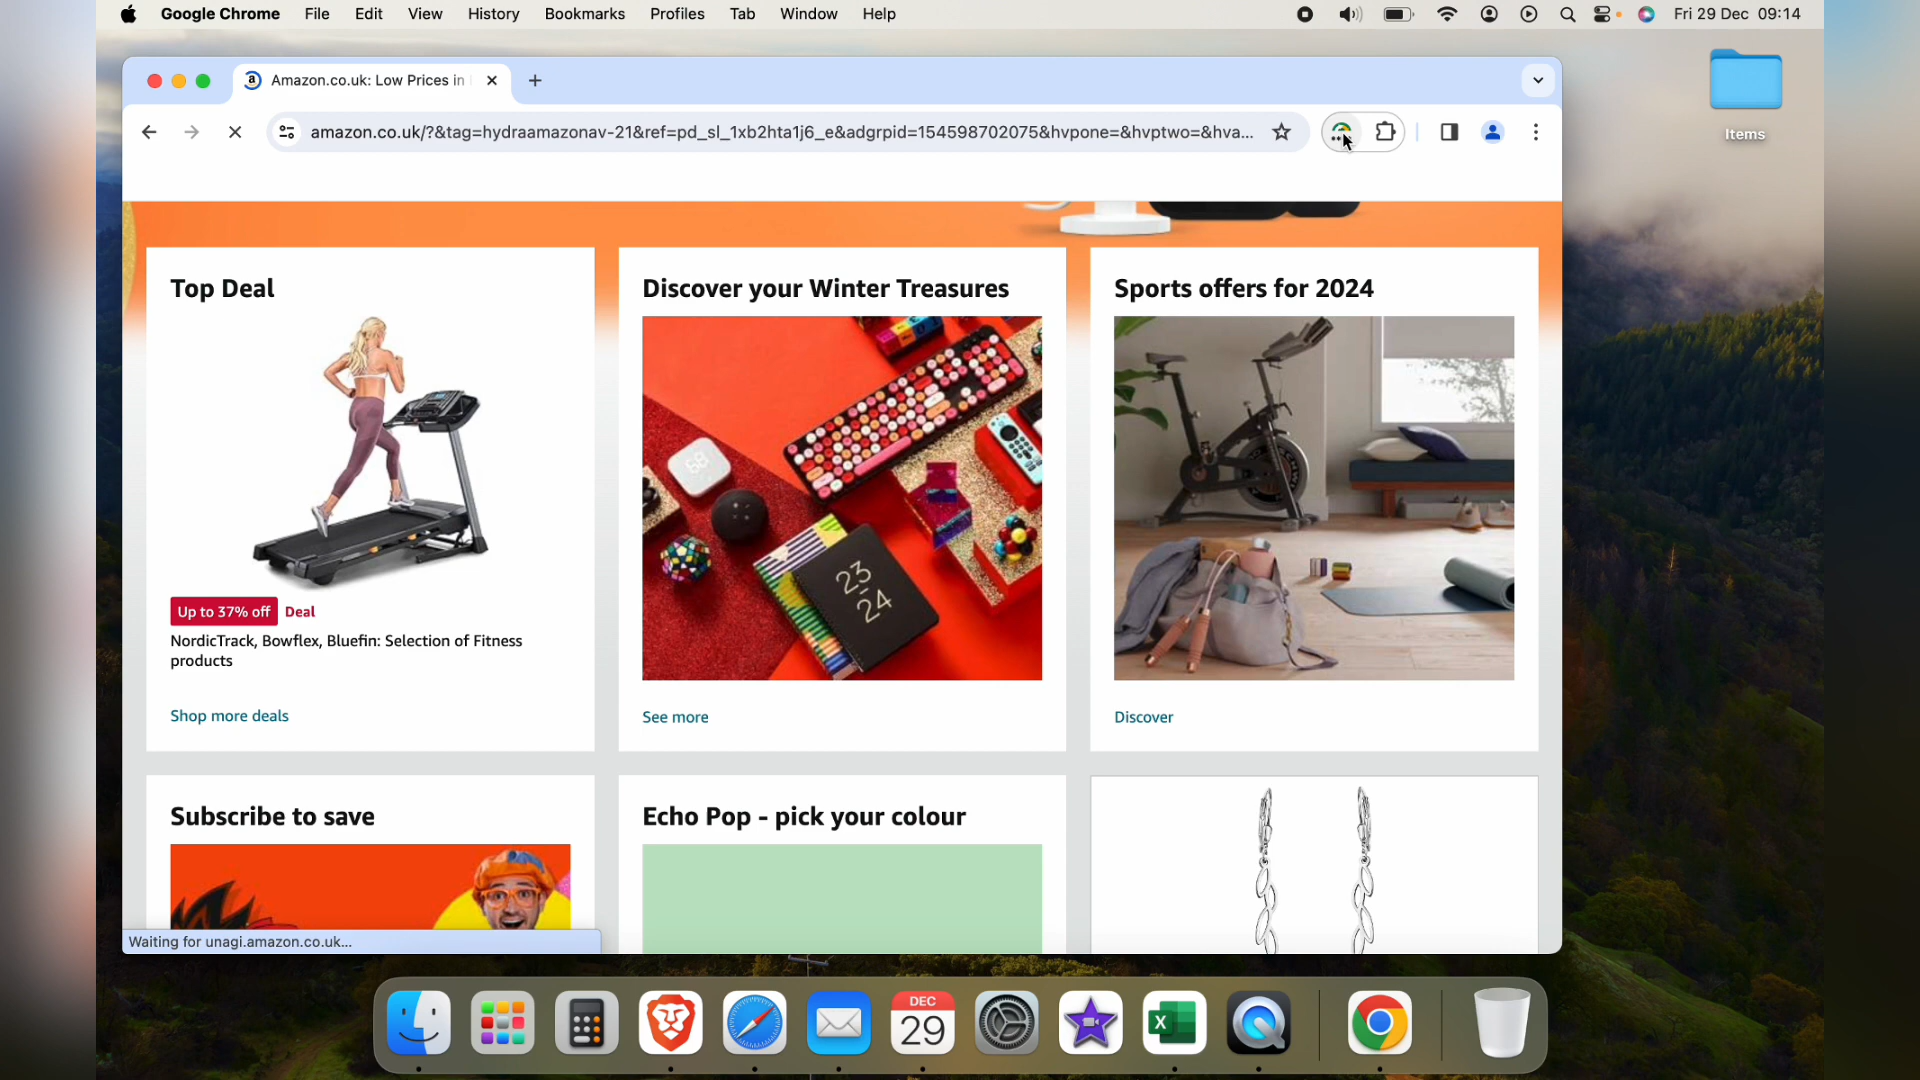 Google Chrome File Edit View History Bookmarks Profiles Tab Window Help Fri 29 Dec 09:14
Amazon.co.uk: Low Prices in
amazon.co.uk/?&tag=hydraamazonav-21&ref=pd_sl_1xb2hta1j6_e&adgrpid=154598702075&hvpone=&hvptwo=&hva...
Items
Top Deal
Up to 37% off Deal
NordicTrack, Bowflex, Bluefin: Selection of Fitness
products
Shop more deals
Discover your Winter Treasures
68
23
24
See more
Sports offers for 2024
Discover
Subscribe to save
Echo Pop - pick your colour
Waiting for unagi.amazon.co.uk...
DEC
29
X